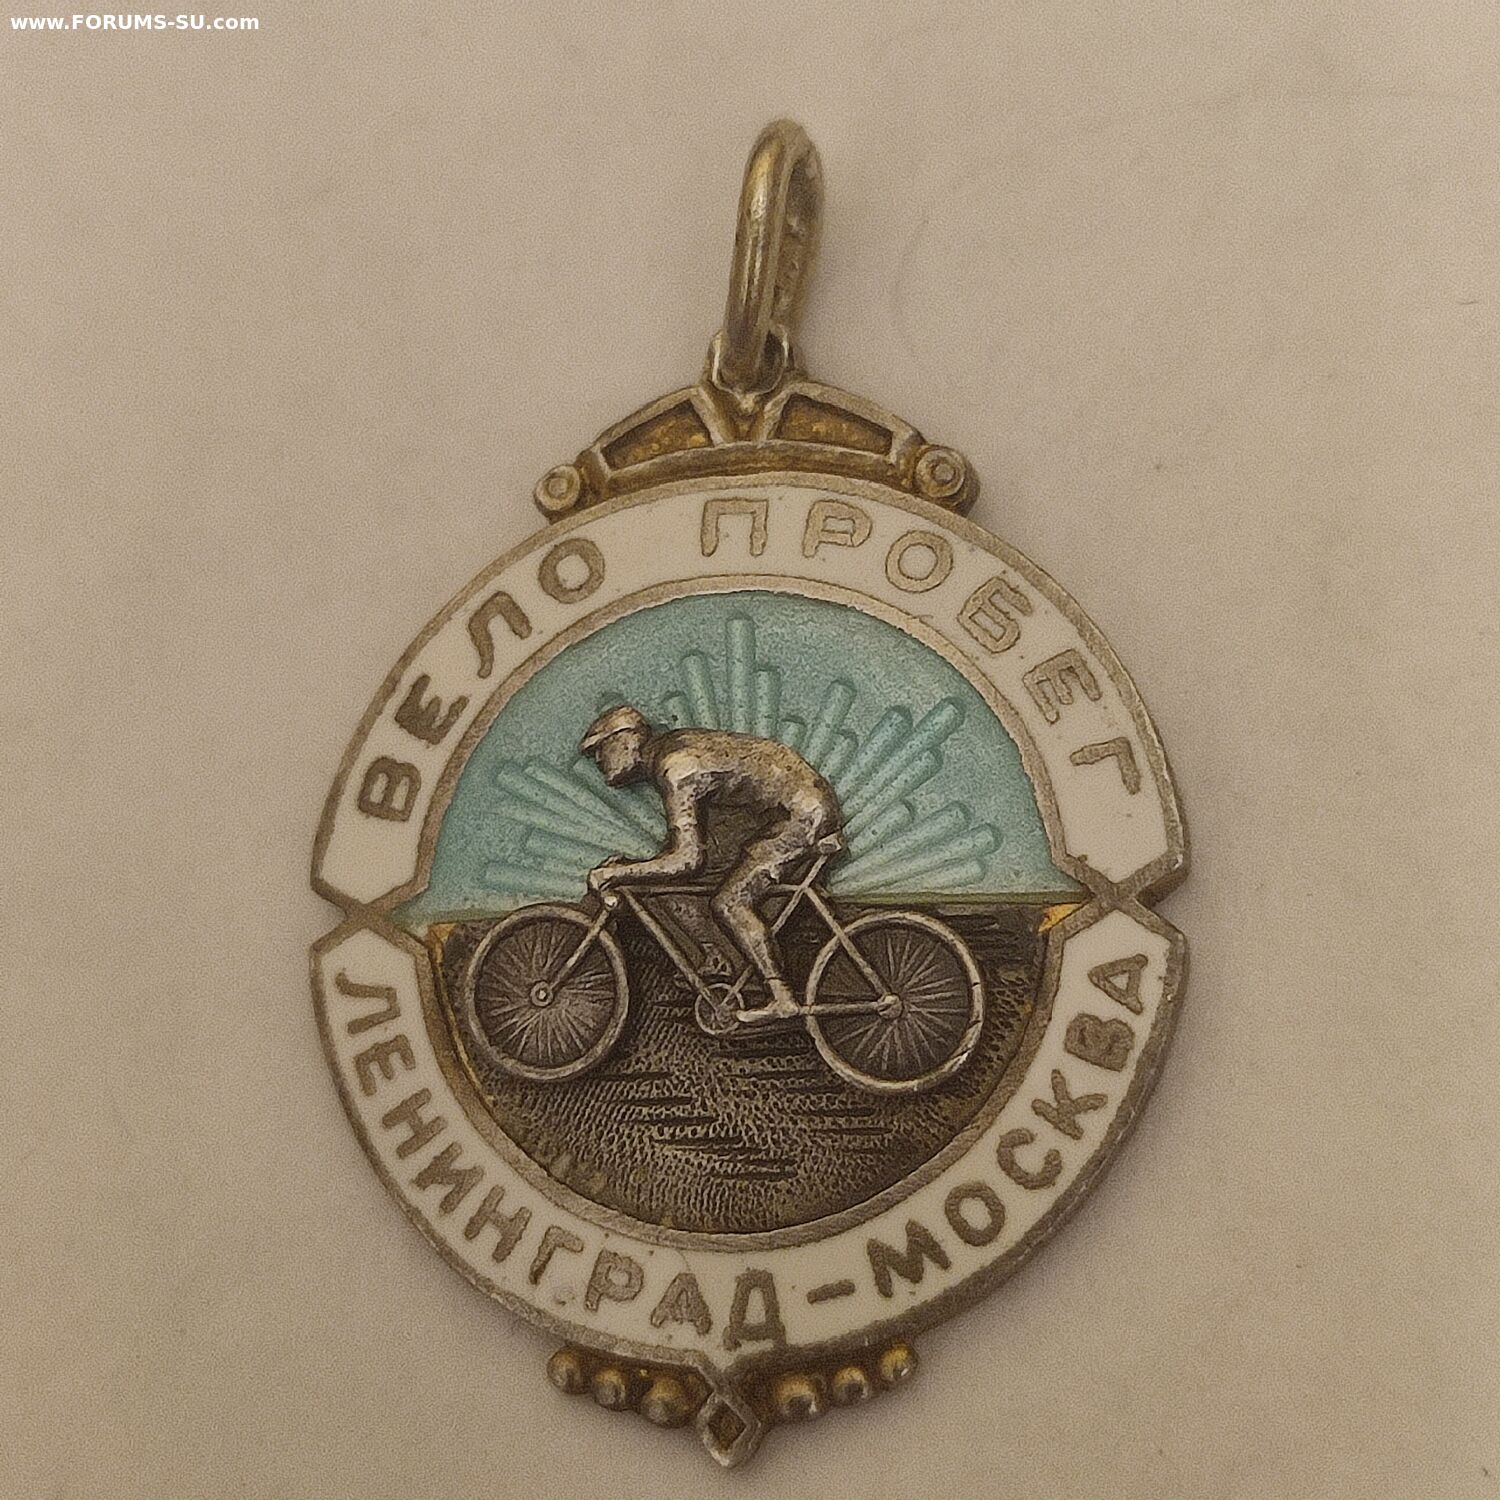 www.FORUMS-SU.com
ВЕЛО ПРОБЕГ
ЛЕНИНГРАД-МОСКВА